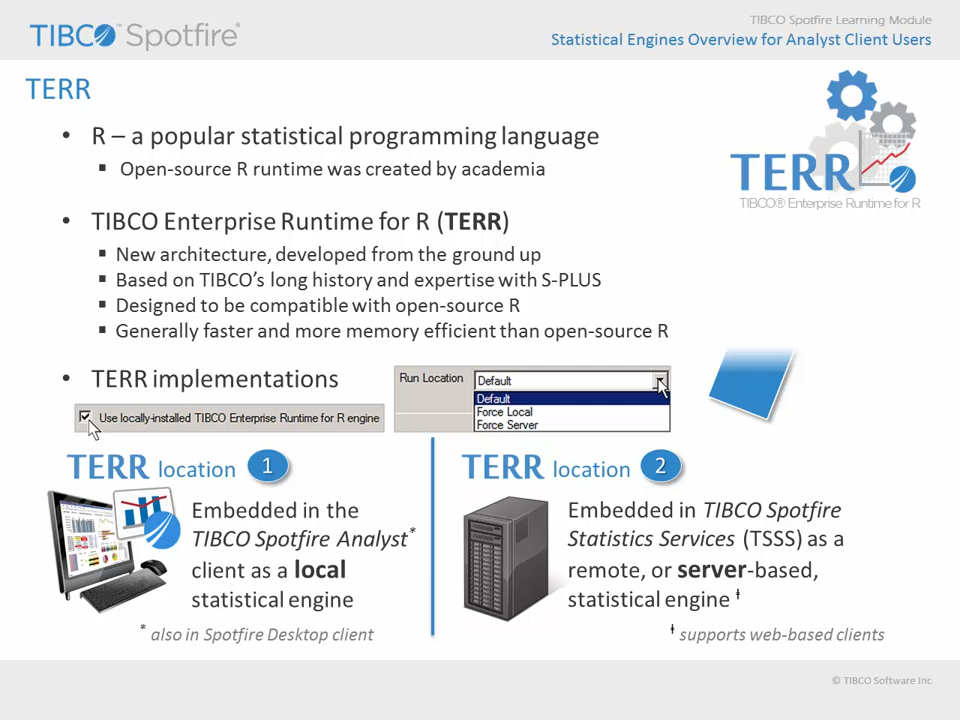 TIBCO™ Spotfire®
TIBCO Spotfire Learning Module
Statistical Engines Overview for Analyst Client Users
TERR
• R – a popular statistical programming language
▪ Open-source R runtime was created by academia
TERR
TIBCO® Enterprise Runtime for R
• TIBCO Enterprise Runtime for R (TERR)
▪ New architecture, developed from the ground up
▪ Based on TIBCO's long history and expertise with S-PLUS
▪ Designed to be compatible with open-source R
▪ Generally faster and more memory efficient than open-source R
• TERR implementations
Use locally-installed TIBCO Enterprise Runtime for R engine
Run Location
Default
Default
Force Local
Force Server
TERR location 1
Embedded in the
TIBCO Spotfire Analyst*
client as a local
statistical engine
* also in Spotfire Desktop client
TERR location 2
Embedded in TIBCO Spotfire
Statistics Services (TSSS) as a
remote, or server-based,
statistical engine ƚ
ƚ supports web-based clients
© TIBCO Software Inc